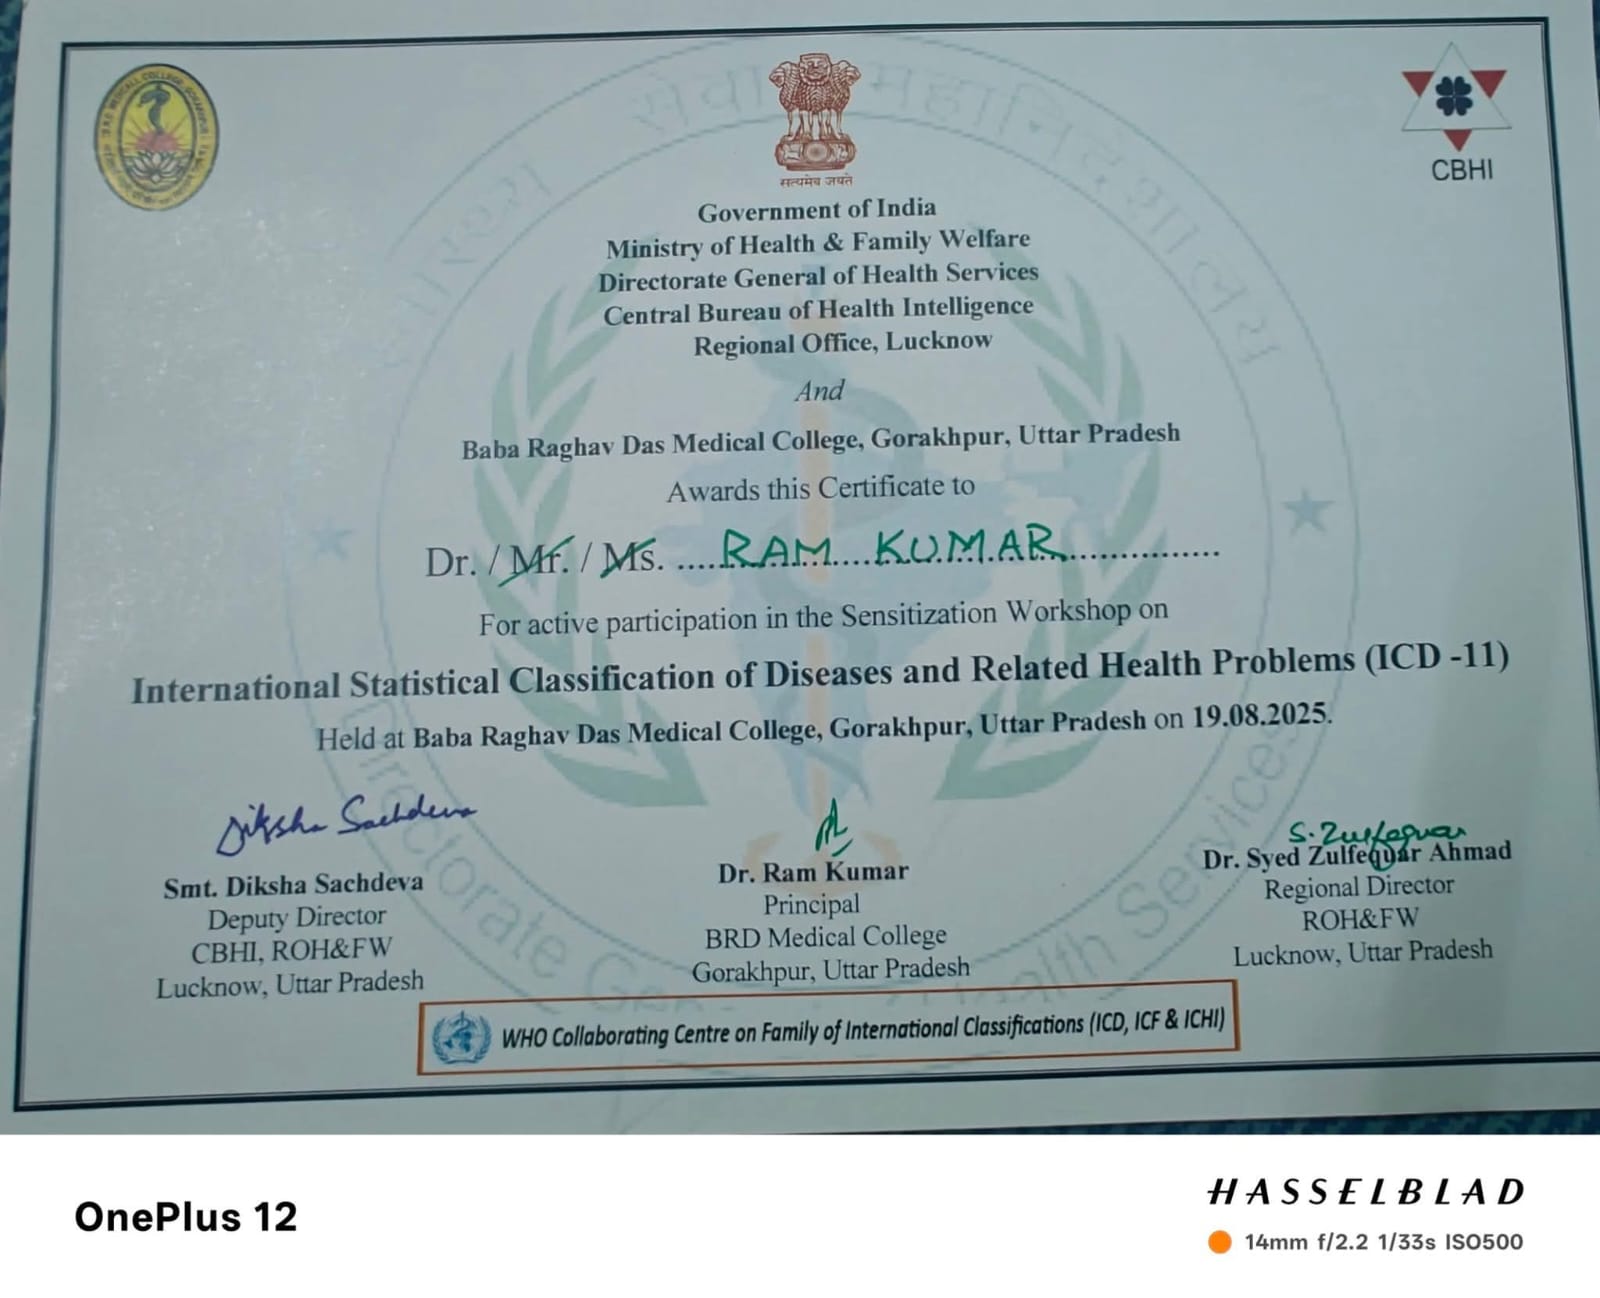 सत्यमेव जयते
CBHI
Government of India
Ministry of Health & Family Welfare
Directorate General of Health Services
Central Bureau of Health Intelligence
Regional Office, Lucknow
And
Baba Raghav Das Medical College, Gorakhpur, Uttar Pradesh
Awards this Certificate to
Dr. / Mr. / Ms. .....RAM....KUMAR...............
For active participation in the Sensitization Workshop on
International Statistical Classification of Diseases and Related Health Problems (ICD -11)
Held at Baba Raghav Das Medical College, Gorakhpur, Uttar Pradesh on 19.08.2025.
Diksha Sachdeva
Smt. Diksha Sachdeva
Deputy Director
CBHI, ROH&FW
Lucknow, Uttar Pradesh
Dr. Ram Kumar
Principal
BRD Medical College
Gorakhpur, Uttar Pradesh
S. Zulfequar
Dr. Syed Zulfequar Ahmad
Regional Director
ROH&FW
Lucknow, Uttar Pradesh
WHO Collaborating Centre on Family of International Classifications (ICD, ICF & ICHI)
OnePlus 12
HASSELBLAD
14mm f/2.2 1/33s ISO500